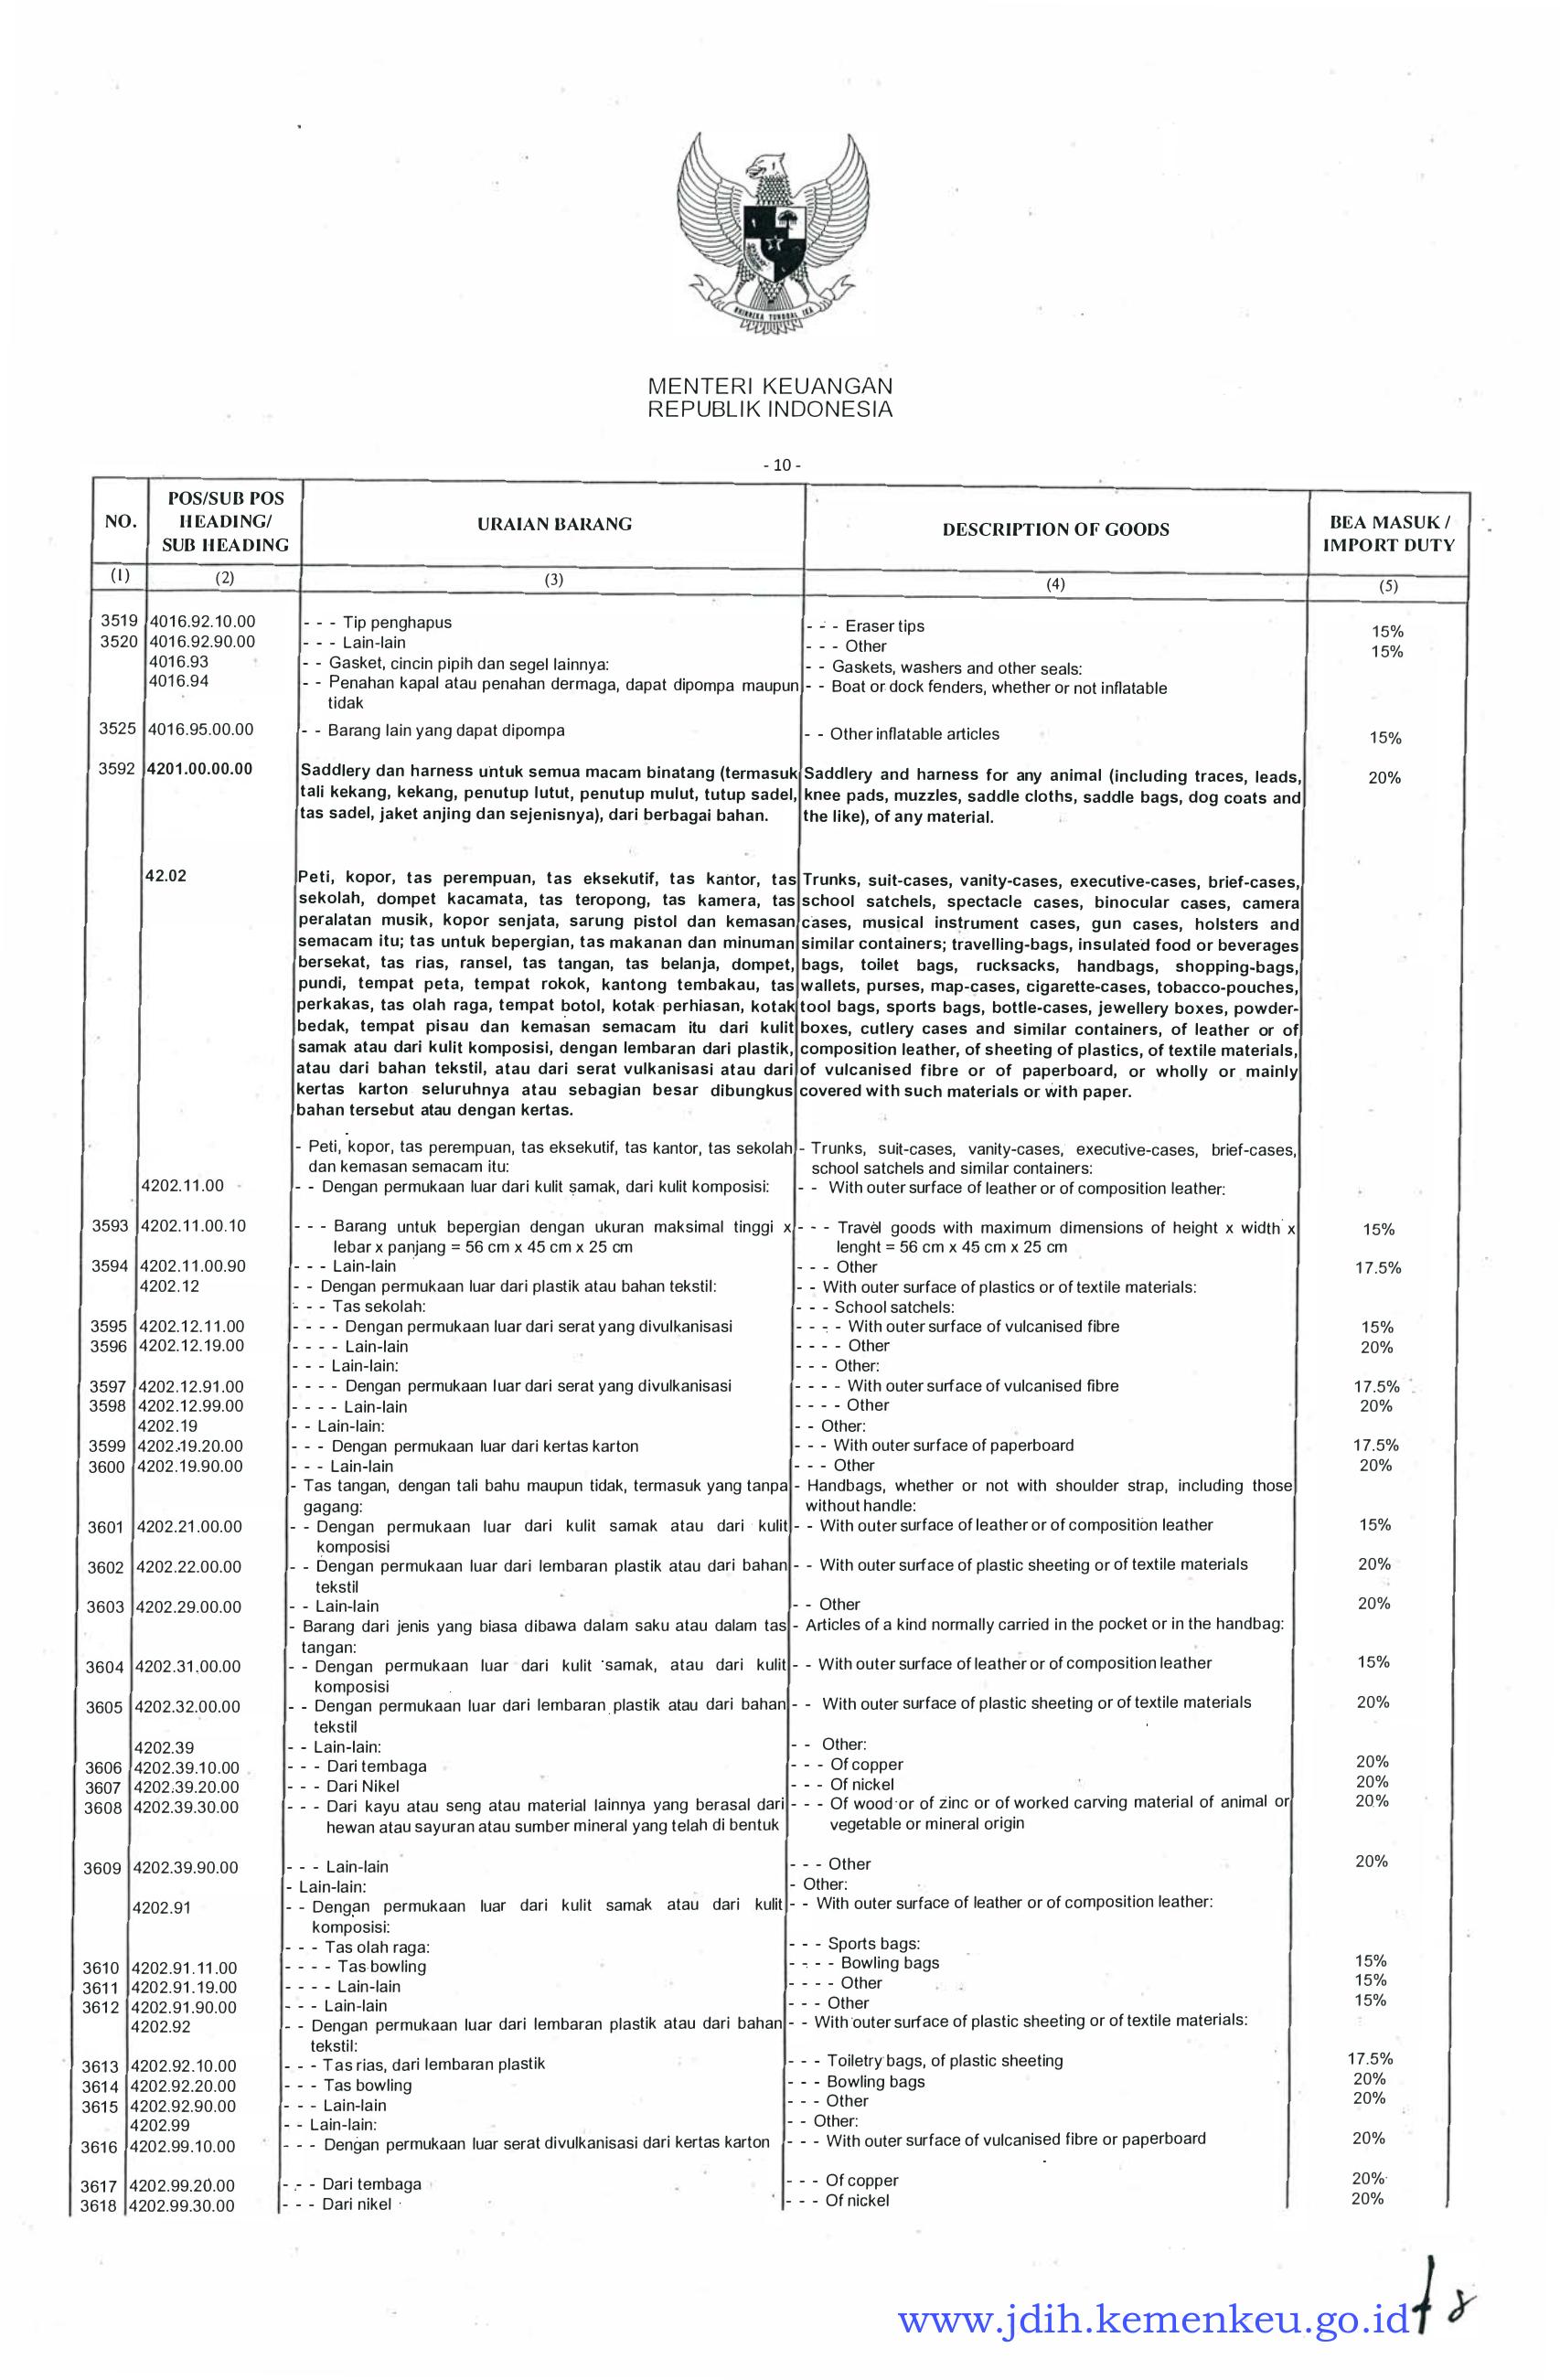 BHINNEKA TUNGGAL IKA
MENTERI KEUANGAN
REPUBLIK INDONESIA
- 10 -
NO. POS/SUB POS HEADING/ SUB HEADING URAIAN BARANG DESCRIPTION OF GOODS BEA MASUK / IMPORT DUTY
(1) (2) (3) (4) (5)
3519 4016.92.10.00 - - - Tip penghapus - - - Eraser tips 15%
3520 4016.92.90.00 - - - Lain-lain - - - Other 15%
4016.93 - - Gasket, cincin pipih dan segel lainnya: - - Gaskets, washers and other seals:
4016.94 - - Penahan kapal atau penahan dermaga, dapat dipompa maupun - - Boat or dock fenders, whether or not inflatable
tidak
3525 4016.95.00.00 - - Barang lain yang dapat dipompa - - Other inflatable articles 15%
3592 4201.00.00.00 Saddlery dan harness untuk semua macam binatang (termasuk Saddlery and harness for any animal (including traces, leads, 20%
tali kekang, kekang, penutup lutut, penutup mulut, tutup sadel, knee pads, muzzles, saddle cloths, saddle bags, dog coats and
tas sadel, jaket anjing dan sejenisnya), dari berbagai bahan. the like), of any material.
42.02 Peti, kopor, tas perempuan, tas eksekutif, tas kantor, tas Trunks, suit-cases, vanity-cases, executive-cases, brief-cases,
sekolah, dompet kacamata, tas teropong, tas kamera, tas school satchels, spectacle cases, binocular cases, camera
peralatan musik, kopor senjata, sarung pistol dan kemasan cases, musical instrument cases, gun cases, holsters and
semacam itu; tas untuk bepergian, tas makanan dan minuman similar containers; travelling-bags, insulated food or beverages
bersekat, tas rias, ransel, tas tangan, tas belanja, dompet, bags, toilet bags, rucksacks, handbags, shopping-bags,
pundi, tempat peta, tempat rokok, kantong tembakau, tas wallets, purses, map-cases, cigarette-cases, tobacco-pouches,
perkakas, tas olah raga, tempat botol, kotak perhiasan, kotak tool bags, sports bags, bottle-cases, jewellery boxes, powder-
bedak, tempat pisau dan kemasan semacam itu dari kulit boxes, cutlery cases and similar containers, of leather or of
samak atau dari kulit komposisi, dengan lembaran dari plastik, composition leather, of sheeting of plastics, of textile materials,
atau dari bahan tekstil, atau dari serat vulkanisasi atau dari of vulcanised fibre or of paperboard, or wholly or mainly
kertas karton seluruhnya atau sebagian besar dibungkus covered with such materials or with paper.
bahan tersebut atau dengan kertas.
- Peti, kopor, tas perempuan, tas eksekutif, tas kantor, tas sekolah - Trunks, suit-cases, vanity-cases, executive-cases, brief-cases,
dan kemasan semacam itu: school satchels and similar containers:
4202.11.00 - - Dengan permukaan luar dari kulit samak, dari kulit komposisi: - - With outer surface of leather or of composition leather:
3593 4202.11.00.10 - - - Barang untuk bepergian dengan ukuran maksimal tinggi x - - - Travel goods with maximum dimensions of height x width x 15%
lebar x panjang = 56 cm x 45 cm x 25 cm lenght = 56 cm x 45 cm x 25 cm
3594 4202.11.00.90 - - - Lain-lain - - - Other 17.5%
4202.12 - - Dengan permukaan luar dari plastik atau bahan tekstil: - - With outer surface of plastics or of textile materials:
- - - Tas sekolah: - - - School satchels:
3595 4202.12.11.00 - - - - Dengan permukaan luar dari serat yang divulkanisasi - - - - With outer surface of vulcanised fibre 15%
3596 4202.12.19.00 - - - - Lain-lain - - - - Other 20%
- - - Lain-lain: - - - Other:
3597 4202.12.91.00 - - - - Dengan permukaan luar dari serat yang divulkanisasi - - - - With outer surface of vulcanised fibre 17.5%
3598 4202.12.99.00 - - - - Lain-lain - - - - Other 20%
4202.19 - - Lain-lain: - - Other:
3599 4202.19.20.00 - - - Dengan permukaan luar dari kertas karton - - - With outer surface of paperboard 17.5%
3600 4202.19.90.00 - - - Lain-lain - - - Other 20%
- Tas tangan, dengan tali bahu maupun tidak, termasuk yang tanpa - Handbags, whether or not with shoulder strap, including those
gagang: without handle:
3601 4202.21.00.00 - - Dengan permukaan luar dari kulit samak atau dari kulit - - With outer surface of leather or of composition leather 15%
komposisi
3602 4202.22.00.00 - - Dengan permukaan luar dari lembaran plastik atau dari bahan - - With outer surface of plastic sheeting or of textile materials 20%
tekstil
3603 4202.29.00.00 - - Lain-lain - - Other 20%
- Barang dari jenis yang biasa dibawa dalam saku atau dalam tas - Articles of a kind normally carried in the pocket or in the handbag:
tangan:
3604 4202.31.00.00 - - Dengan permukaan luar dari kulit samak, atau dari kulit - - With outer surface of leather or of composition leather 15%
komposisi
3605 4202.32.00.00 - - Dengan permukaan luar dari lembaran plastik atau dari bahan - - With outer surface of plastic sheeting or of textile materials 20%
tekstil
4202.39 - - Lain-lain: - - Other:
3606 4202.39.10.00 - - - Dari tembaga - - - Of copper 20%
3607 4202.39.20.00 - - - Dari Nikel - - - Of nickel 20%
3608 4202.39.30.00 - - - Dari kayu atau seng atau material lainnya yang berasal dari - - - Of wood or of zinc or of worked carving material of animal or 20%
hewan atau sayuran atau sumber mineral yang telah di bentuk vegetable or mineral origin
3609 4202.39.90.00 - - - Lain-lain - - - Other 20%
- Lain-lain: - Other:
4202.91 - - Dengan permukaan luar dari kulit samak atau dari kulit - - With outer surface of leather or of composition leather:
komposisi:
- - - Tas olah raga: - - - Sports bags:
3610 4202.91.11.00 - - - - Tas bowling - - - - Bowling bags 15%
3611 4202.91.19.00 - - - - Lain-lain - - - - Other 15%
3612 4202.91.90.00 - - - Lain-lain - - - Other 15%
4202.92 - - Dengan permukaan luar dari lembaran plastik atau dari bahan - - With outer surface of plastic sheeting or of textile materials:
tekstil:
3613 4202.92.10.00 - - - Tas rias, dari lembaran plastik - - - Toiletry bags, of plastic sheeting 17.5%
3614 4202.92.20.00 - - - Tas bowling - - - Bowling bags 20%
3615 4202.92.90.00 - - - Lain-lain - - - Other 20%
4202.99 - - Lain-lain: - - Other:
3616 4202.99.10.00 - - - Dengan permukaan luar serat divulkanisasi dari kertas karton - - - With outer surface of vulcanised fibre or paperboard 20%
3617 4202.99.20.00 - - - Dari tembaga - - - Of copper 20%
3618 4202.99.30.00 - - - Dari nikel - - - Of nickel 20%
www.jdih.kemenkeu.go.id